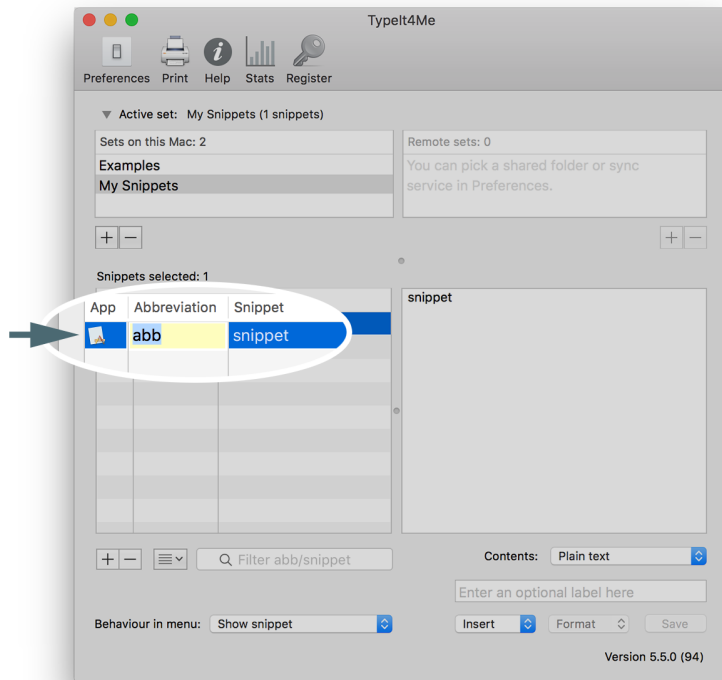 TypeIt4Me
Preferences Print Help Stats Register
Active set: My Snippets (1 snippets)
Sets on this Mac: 2
Remote sets: 0
Examples
My Snippets
You can pick a shared folder or sync
service in Preferences.
Snippets selected: 1
App Abbreviation Snippet
abb snippet
snippet
Filter abb/snippet
Contents: Plain text
Enter an optional label here
Behaviour in menu: Show snippet
Insert Format Save
Version 5.5.0 (94)